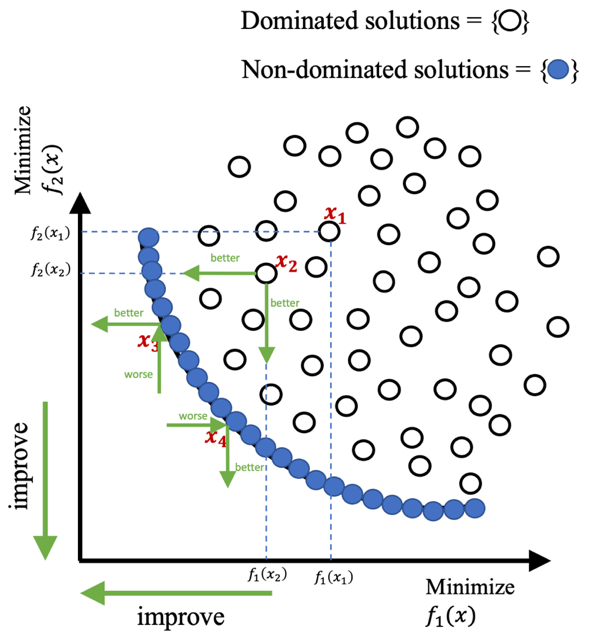 Dominated solutions = {○}
Non-dominated solutions = {●}
Minimize
f₂(x)
x₁
f₂(x₁)
x₂
better
f₂(x₂)
better
better
x₃
worse
worse
x₄
better
improve
f₁(x₂)
f₁(x₁)
Minimize
f₁(x)
improve